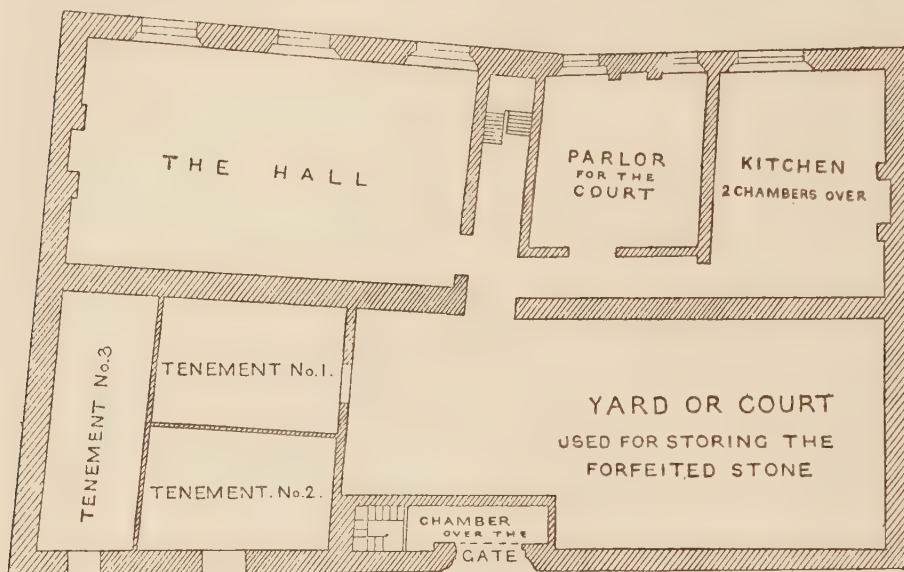 THE HALL
PARLOR
FOR THE
COURT
KITCHEN
2 CHAMBERS OVER
TENEMENT No.3
TENEMENT No.1.
TENEMENT. No.2.
YARD OR COURT
USED FOR STORING THE
FORFEITED STONE
CHAMBER
OVER THE
GATE